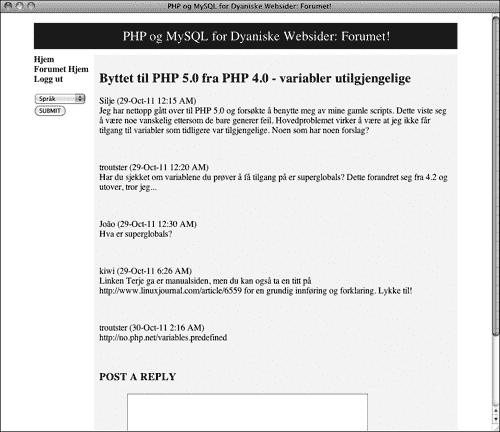 PHP og MySQL for Dyaniske Websider: Forumet!
PHP og MySQL for Dyaniske Websider: Forumet!
Hjem
Forumet Hjem
Logg ut
Språk
SUBMIT
Byttet til PHP 5.0 fra PHP 4.0 - variabler utilgjengelige
Silje (29-Oct-11 12:15 AM)
Jeg har nettopp gått over til PHP 5.0 og forsøkte å benytte meg av mine gamle scripts. Dette viste seg
å være noe vanskelig ettersom de bare generer feil. Hovedproblemet virker å være at jeg ikke får
tilgang til variabler som tidligere var tilgjengelige. Noen som har noen forslag?
troutster (29-Oct-11 12:20 AM)
Har du sjekket om variablene du prøver å få tilgang på er superglobals? Dette forandret seg fra 4.2 og
utover, tror jeg...
João (29-Oct-11 12:30 AM)
Hva er superglobals?
kiwi (29-Oct-11 6:26 AM)
Linken Terje ga er manualsiden, men du kan også ta en titt på
http://www.linuxjournal.com/article/6559 for en grundig innføring og forklaring. Lykke til!
troutster (30-Oct-11 2:16 AM)
http://no.php.net/variables.predefined
POST A REPLY